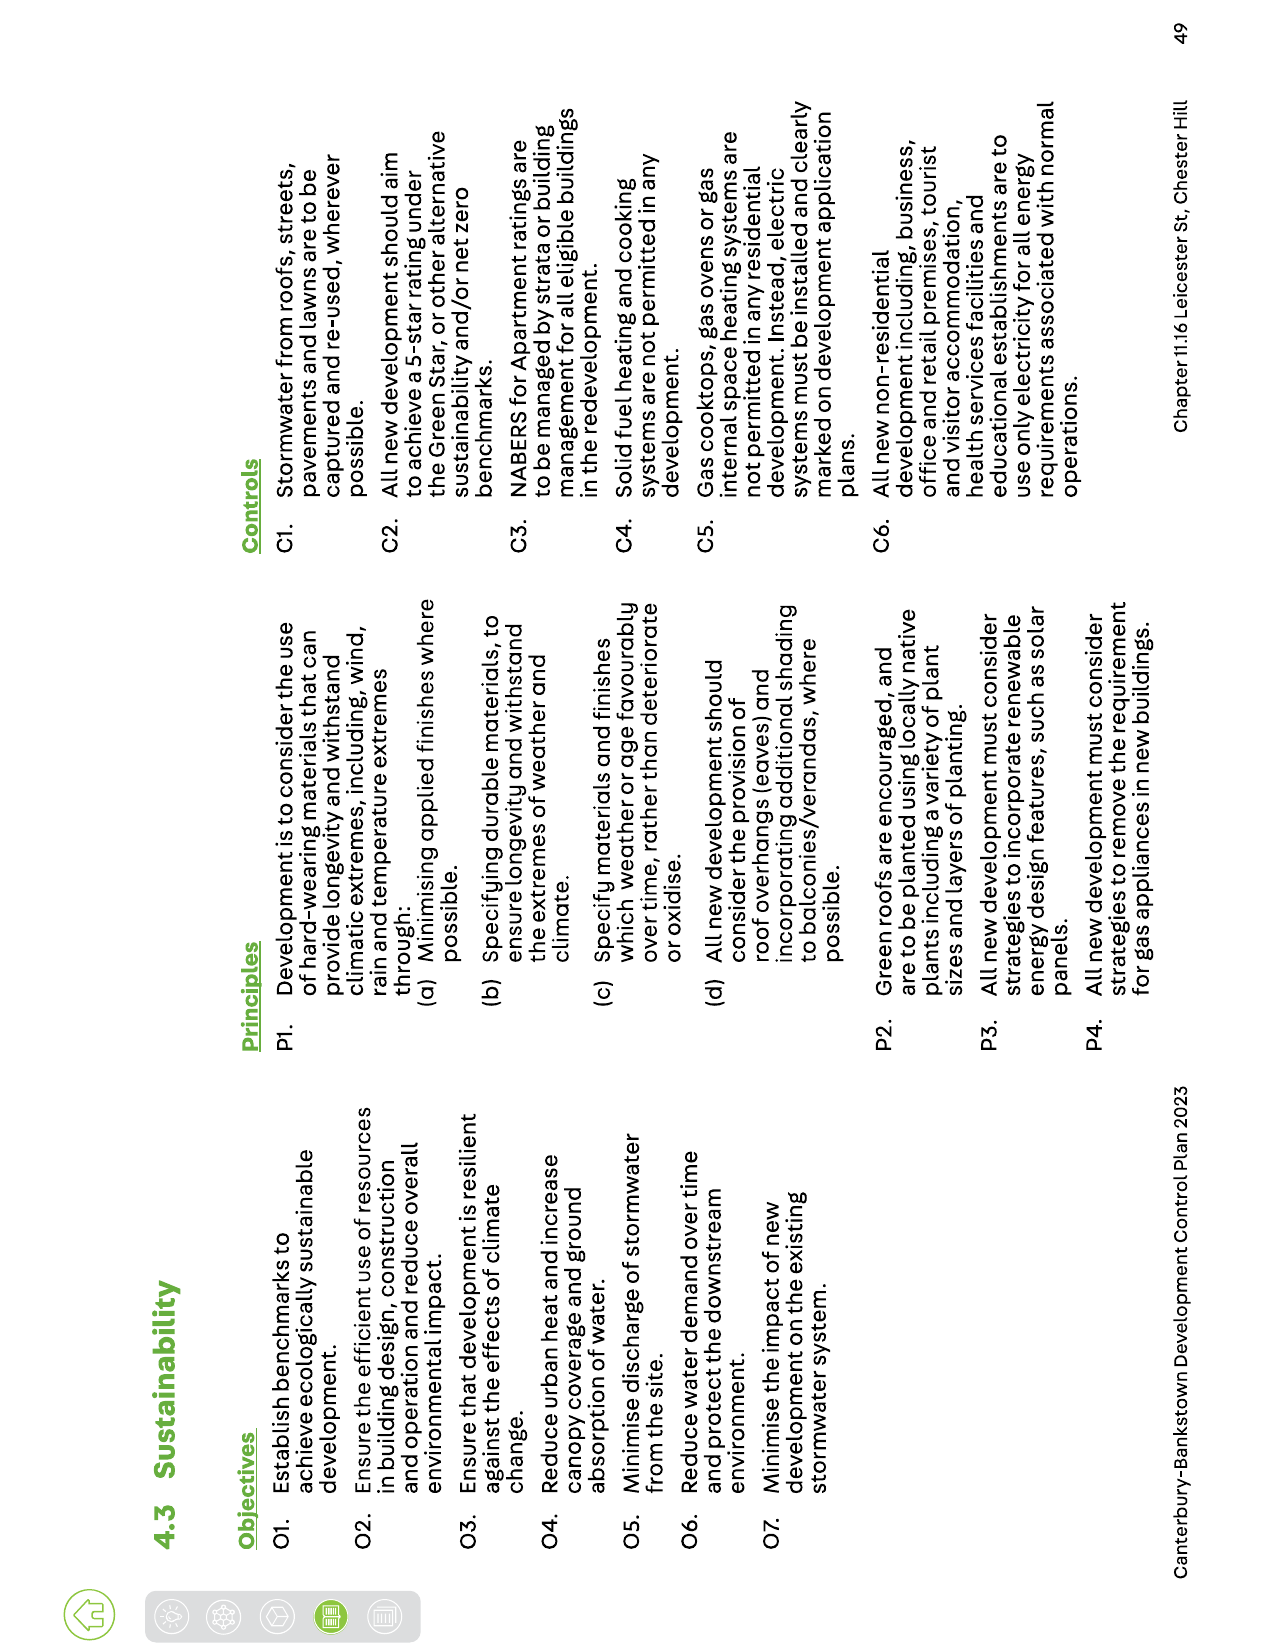 4.3 Sustainability
Objectives
O1. Establish benchmarks to
achieve ecologically sustainable
development.
O2. Ensure the efficient use of resources
in building design, construction
and operation and reduce overall
environmental impact.
O3. Ensure that development is resilient
against the effects of climate
change.
O4. Reduce urban heat and increase
canopy coverage and ground
absorption of water.
O5. Minimise discharge of stormwater
from the site.
O6. Reduce water demand over time
and protect the downstream
environment.
O7. Minimise the impact of new
development on the existing
stormwater system.
Principles
P1. Development is to consider the use
of hard-wearing materials that can
provide longevity and withstand
climatic extremes, including, wind,
rain and temperature extremes
through:
(a) Minimising applied finishes where
possible.
(b) Specifying durable materials, to
ensure longevity and withstand
the extremes of weather and
climate.
(c) Specify materials and finishes
which weather or age favourably
over time, rather than deteriorate
or oxidise.
(d) All new development should
consider the provision of
roof overhangs (eaves) and
incorporating additional shading
to balconies/verandas, where
possible.
P2. Green roofs are encouraged, and
are to be planted using locally native
plants including a variety of plant
sizes and layers of planting.
P3. All new development must consider
strategies to incorporate renewable
energy design features, such as solar
panels.
P4. All new development must consider
strategies to remove the requirement
for gas appliances in new buildings.
Controls
C1. Stormwater from roofs, streets,
pavements and lawns are to be
captured and re-used, wherever
possible.
C2. All new development should aim
to achieve a 5-star rating under
the Green Star, or other alternative
sustainability and/or net zero
benchmarks.
C3. NABERS for Apartment ratings are
to be managed by strata or building
management for all eligible buildings
in the redevelopment.
C4. Solid fuel heating and cooking
systems are not permitted in any
development.
C5. Gas cooktops, gas ovens or gas
internal space heating systems are
not permitted in any residential
development. Instead, electric
systems must be installed and clearly
marked on development application
plans.
C6. All new non-residential
development including, business,
office and retail premises, tourist
and visitor accommodation,
health services facilities and
educational establishments are to
use only electricity for all energy
requirements associated with normal
operations.
Canterbury-Bankstown Development Control Plan 2023
Chapter 11.16 Leicester St, Chester Hill 49